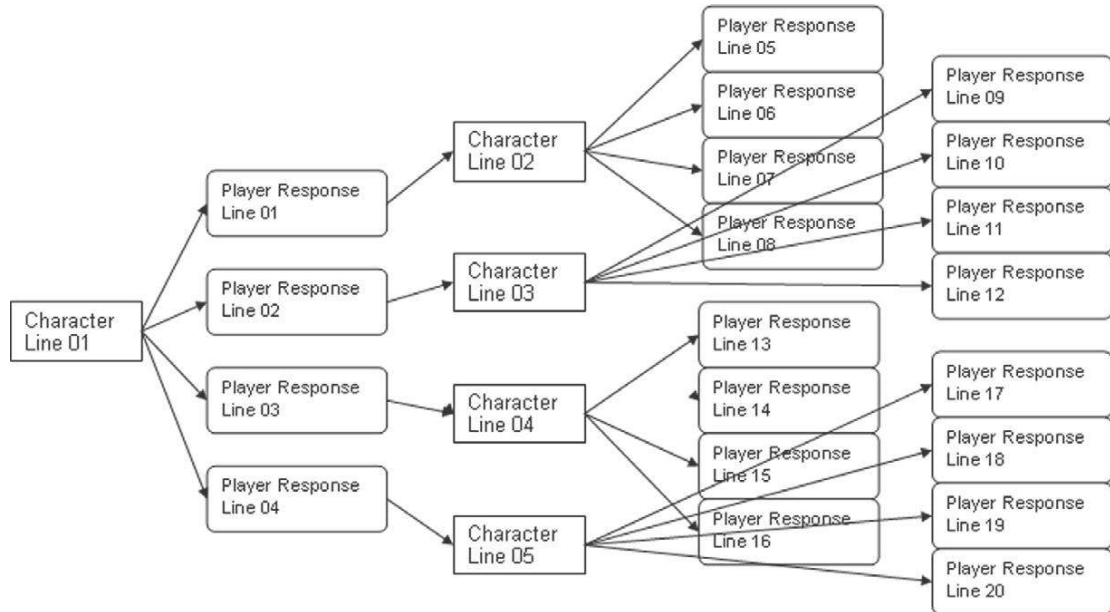 Character
Line 01
Player Response
Line 01
Player Response
Line 02
Player Response
Line 03
Player Response
Line 04
Character
Line 02
Character
Line 03
Character
Line 04
Character
Line 05
Player Response
Line 05
Player Response
Line 06
Player Response
Line 07
Player Response
Line 08
Player Response
Line 09
Player Response
Line 10
Player Response
Line 11
Player Response
Line 12
Player Response
Line 13
Player Response
Line 14
Player Response
Line 15
Player Response
Line 16
Player Response
Line 17
Player Response
Line 18
Player Response
Line 19
Player Response
Line 20